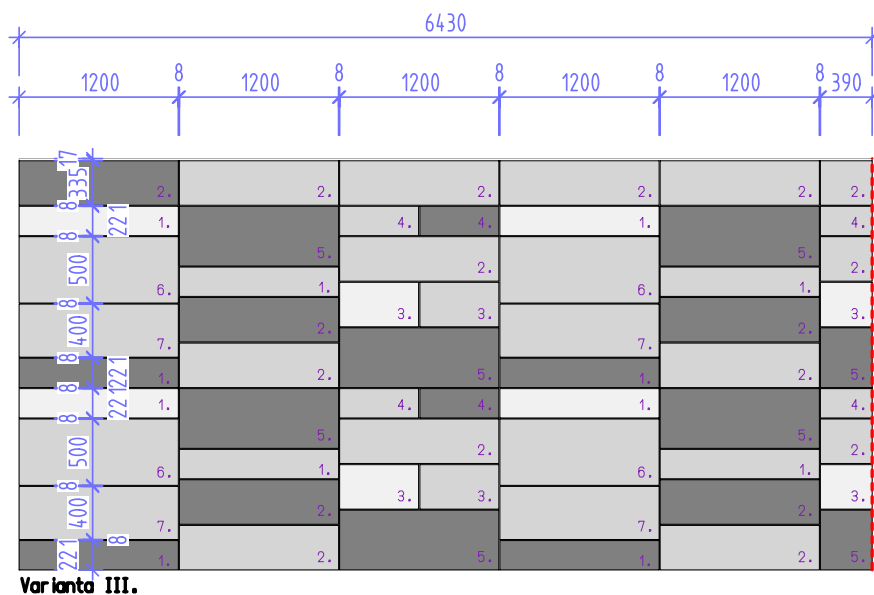 6430
1200 8 1200 8 1200 8 1200 8 1200 8 390
17
335 2. 2. 2. 2. 2. 2.
8 221 1. 4. 4. 1. 4.
8
5. 5.
500 2. 2.
6. 1. 6. 1.
8 3. 3. 3.
400 2. 2.
7. 7.
8 221 1. 2. 5. 1. 2. 5.
8 221 1. 4. 4. 1. 4.
8
5. 5.
500 2. 2.
6. 1. 6. 1.
8 3. 3. 3.
400 2. 2.
7. 7.
8 8
221 1. 2. 5. 1. 2. 5.
Varianta III.